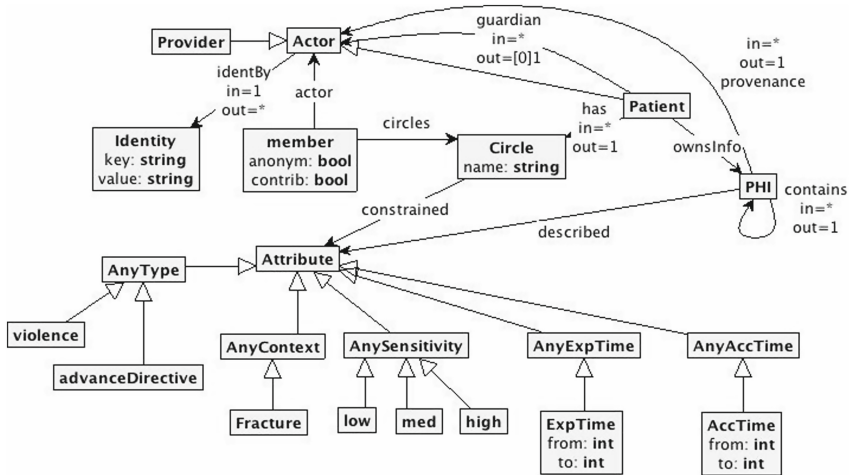 guardian
in=*
out=[0]1
in=*
out=1
provenance
Provider
Actor
identBy
in=1
out=*
actor
Patient
has
in=*
out=1
Identity
key: string
value: string
member
anonym: bool
contrib: bool
circles
Circle
name: string
ownsInfo
PHI
contains
in=*
out=1
constrained
described
AnyType
Attribute
violence
advanceDirective
AnyContext
AnySensitivity
AnyExpTime
AnyAccTime
Fracture
low
med
high
ExpTime
from: int
to: int
AccTime
from: int
to: int